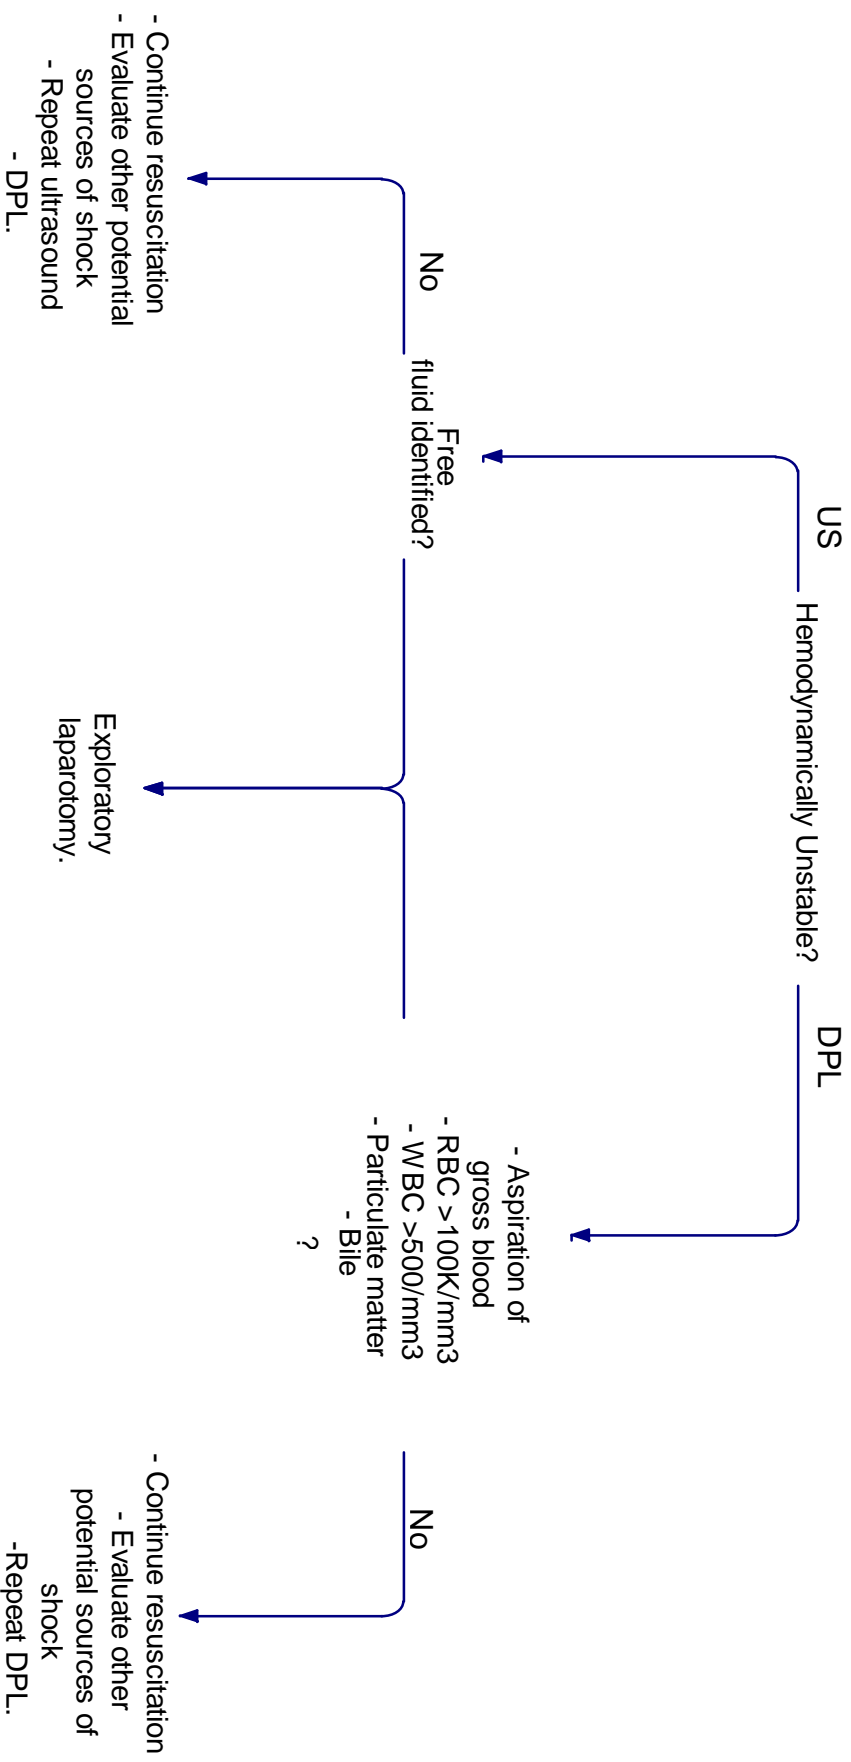 Hemodynamically Unstable?
US
DPL
Free
fluid identified?
- Aspiration of
gross blood
- RBC >100K/mm3
- WBC >500/mm3
- Particulate matter
- Bile
?
No
No
- Continue resuscitation
- Evaluate other potential
sources of shock
- Repeat ultrasound
- DPL.
Exploratory
laparotomy.
- Continue resuscitation
- Evaluate other
potential sources of
shock
-Repeat DPL.